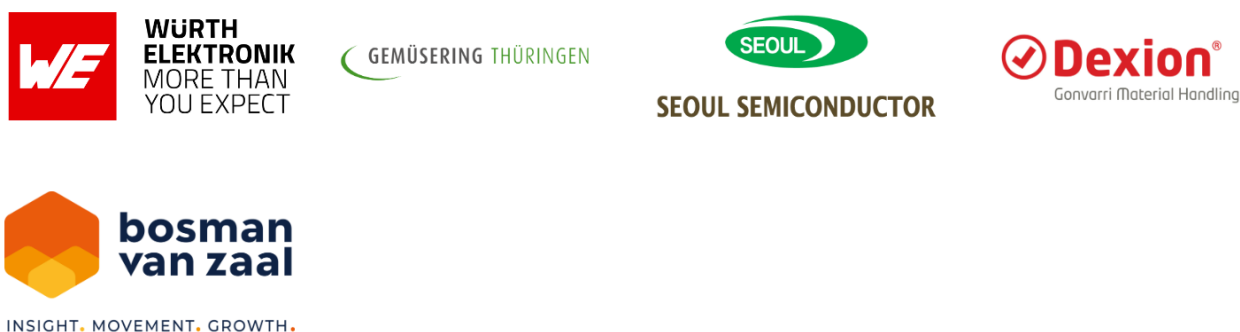 WE
WÜRTH
ELEKTRONIK
MORE THAN
YOU EXPECT
GEMÜSERING THÜRINGEN
SEOUL
SEOUL SEMICONDUCTOR
Dexion®
Gonvarri Material Handling
bosman
van zaal
INSIGHT. MOVEMENT. GROWTH.